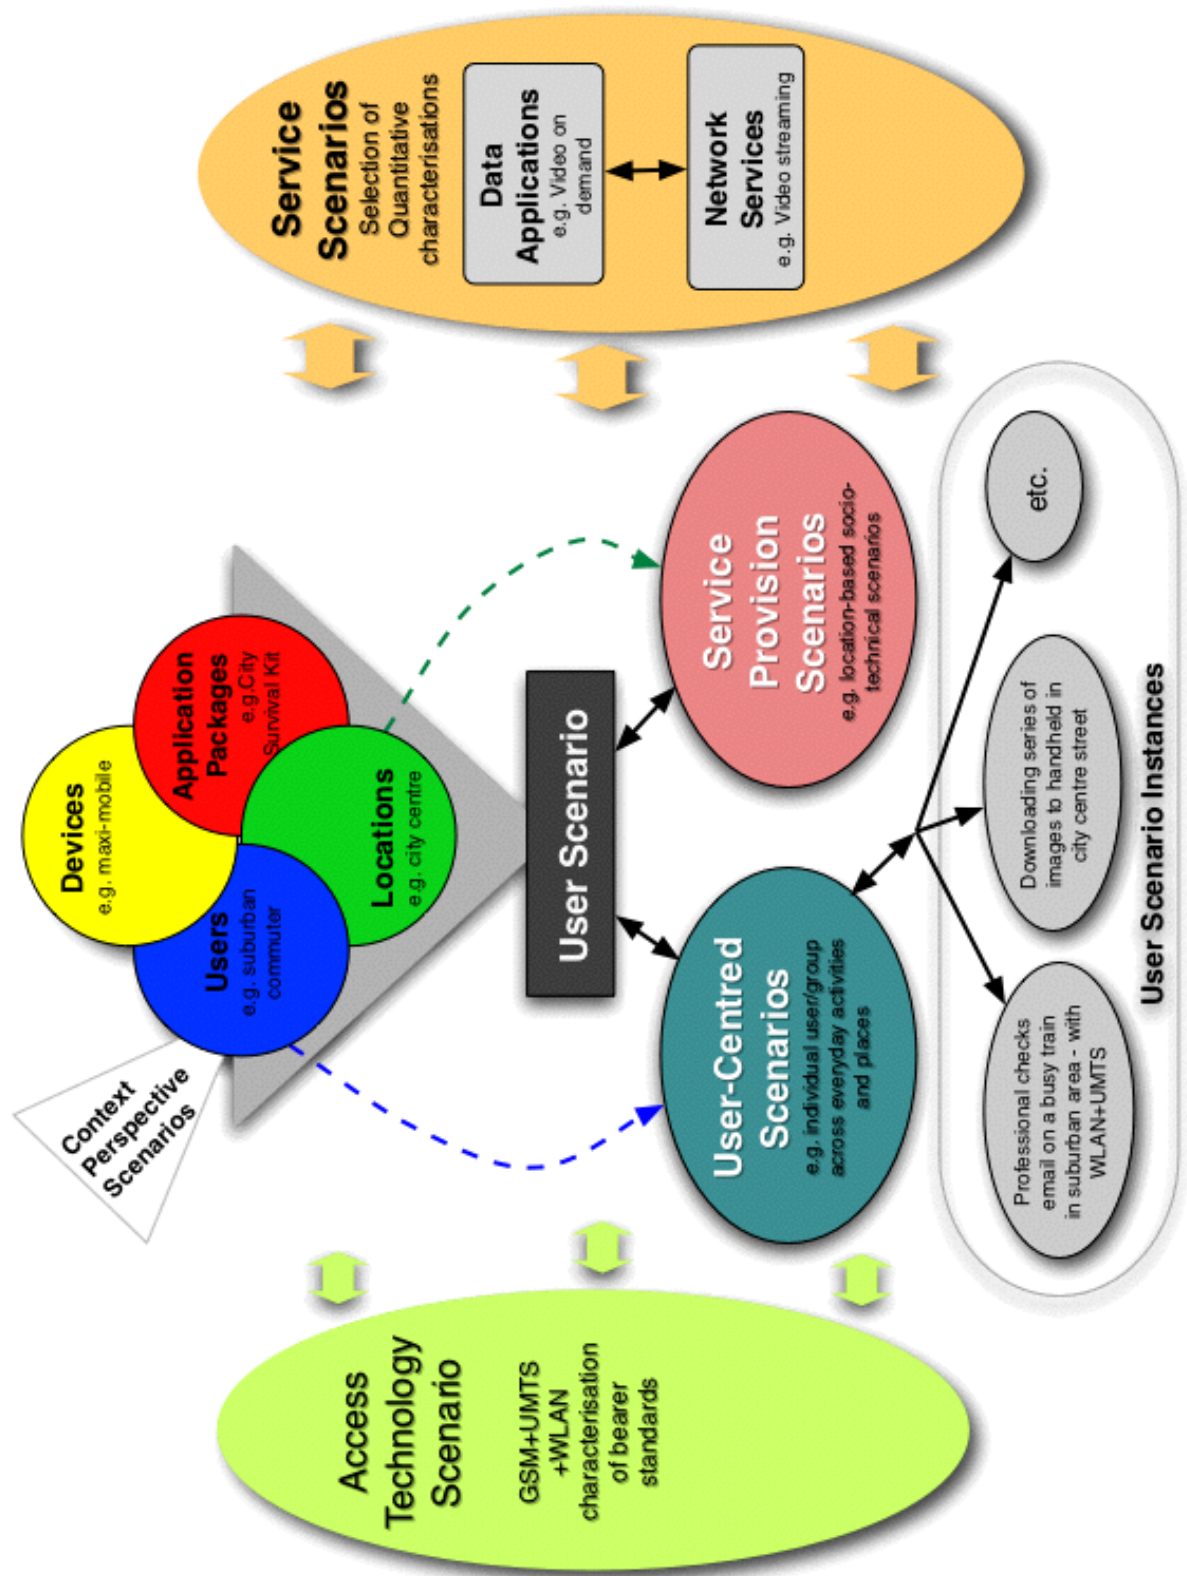 Context
Perspective
Scenarios
Devices
e.g. maxi-mobile
Users
e.g. suburban
commuter
Application
Packages
e.g.City
Survival Kit
Locations
e.g. city centre
Access
Technology
Scenario
GSM+UMTS
+WLAN
characterisation
of bearer
standards
User Scenario
User-Centred
Scenarios
e.g. individual user/group
across everyday activities
and places
Service
Provision
Scenarios
e.g. location-based socio-
technical scenarios
Service
Scenarios
Selection of
Quantitative
characterisations
Data
Applications
e.g. Video on
demand
Network
Services
e.g. Video streaming
Professional checks
email on a busy train
in suburban area - with
WLAN+UMTS
Downloading series of
images to handheld in
city centre street
etc.
User Scenario Instances